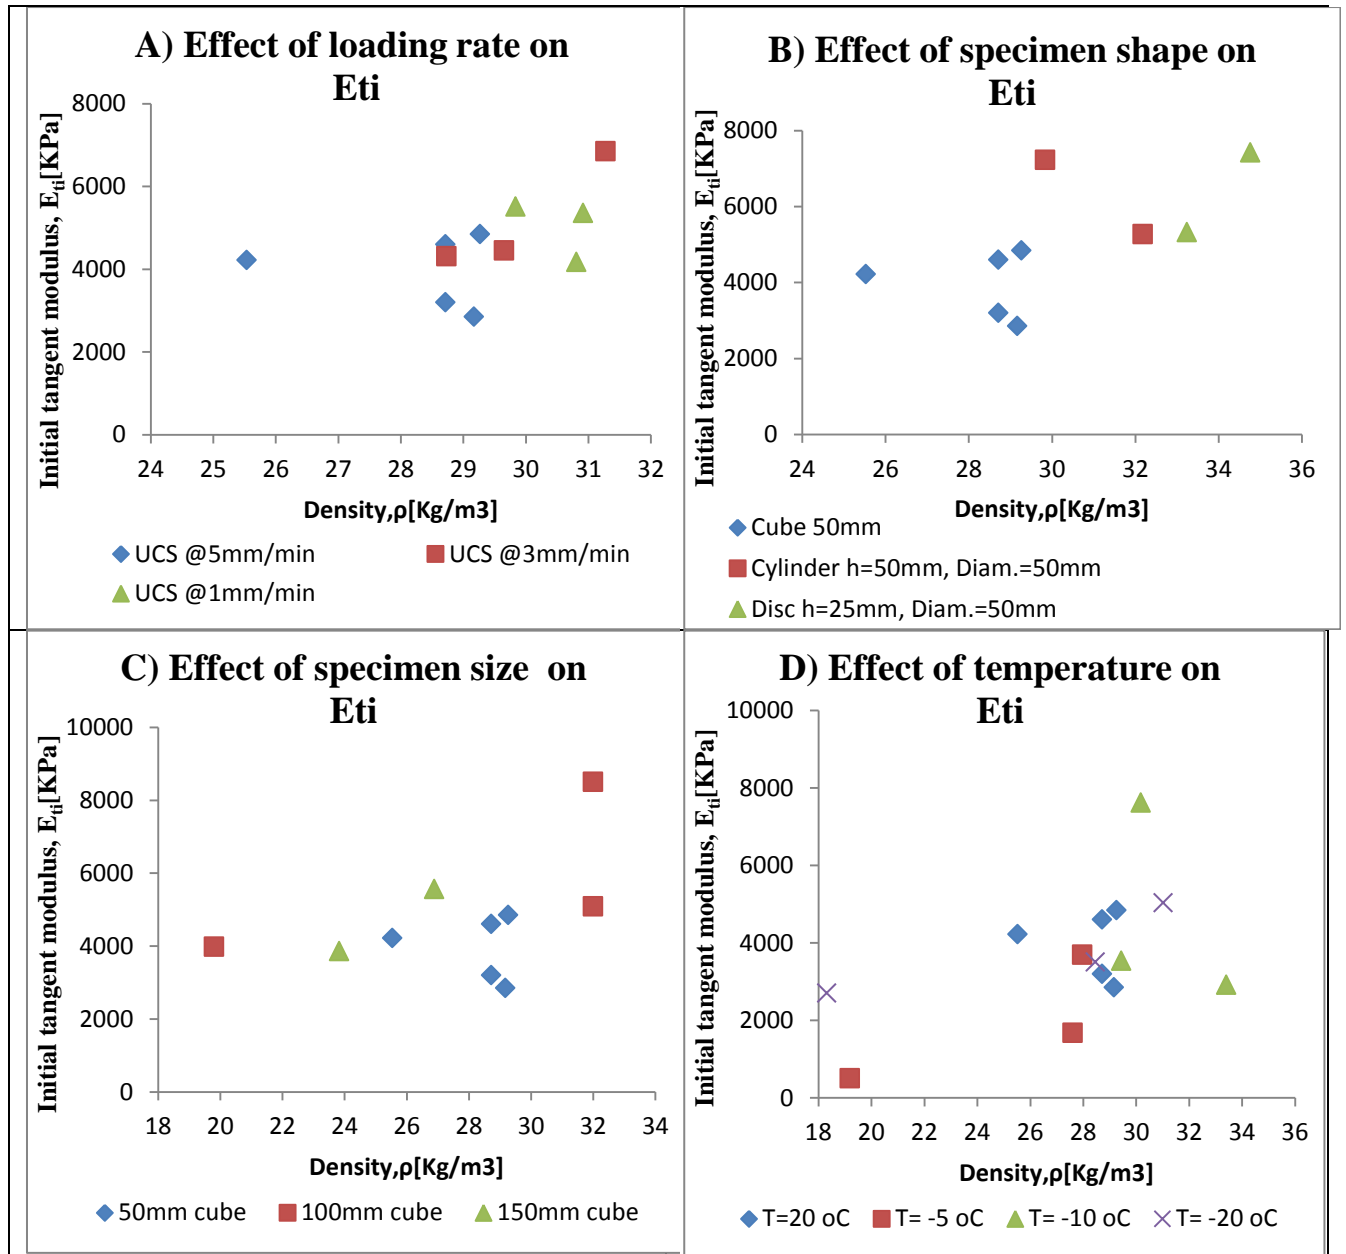 A) Effect of loading rate on
Eti
Initial tangent modulus, Eti[KPa]
8000
6000
4000
2000
0
24 25 26 27 28 29 30 31 32
Density,ρ[Kg/m3]
UCS @5mm/min UCS @3mm/min
UCS @1mm/min
B) Effect of specimen shape on
Eti
Initial tangent modulus, Eti[KPa]
8000
6000
4000
2000
0
24 26 28 30 32 34 36
Density,ρ[Kg/m3]
Cube 50mm
Cylinder h=50mm, Diam.=50mm
Disc h=25mm, Diam.=50mm
C) Effect of specimen size on
Eti
Initial tangent modulus, Eti[KPa]
10000
8000
6000
4000
2000
0
18 20 22 24 26 28 30 32 34
Density,ρ[Kg/m3]
50mm cube 100mm cube 150mm cube
D) Effect of temperature on
Eti
Initial tangent modulus, Eti[KPa]
10000
8000
6000
4000
2000
0
18 20 22 24 26 28 30 32 34 36
Density,ρ[Kg/m3]
T=20 oC T= -5 oC T= -10 oC T= -20 oC